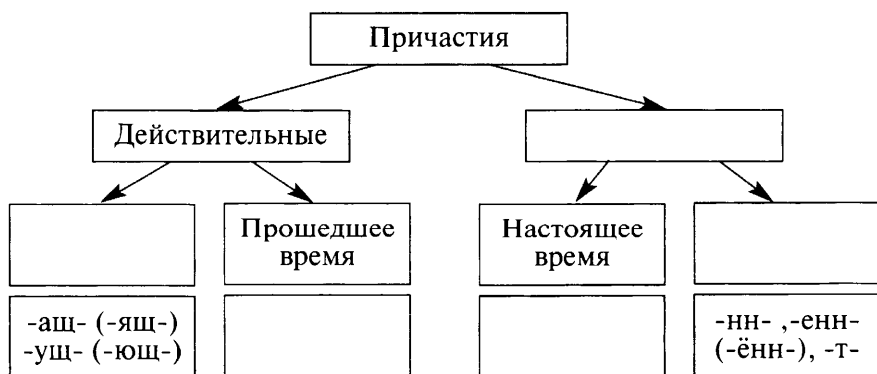 Причастия
Действительные
Прошедшее
время
Настоящее
время
-ащ- (-ящ-)
-ущ- (-ющ-)
-нн- ,-енн-
(-ённ-), -т-